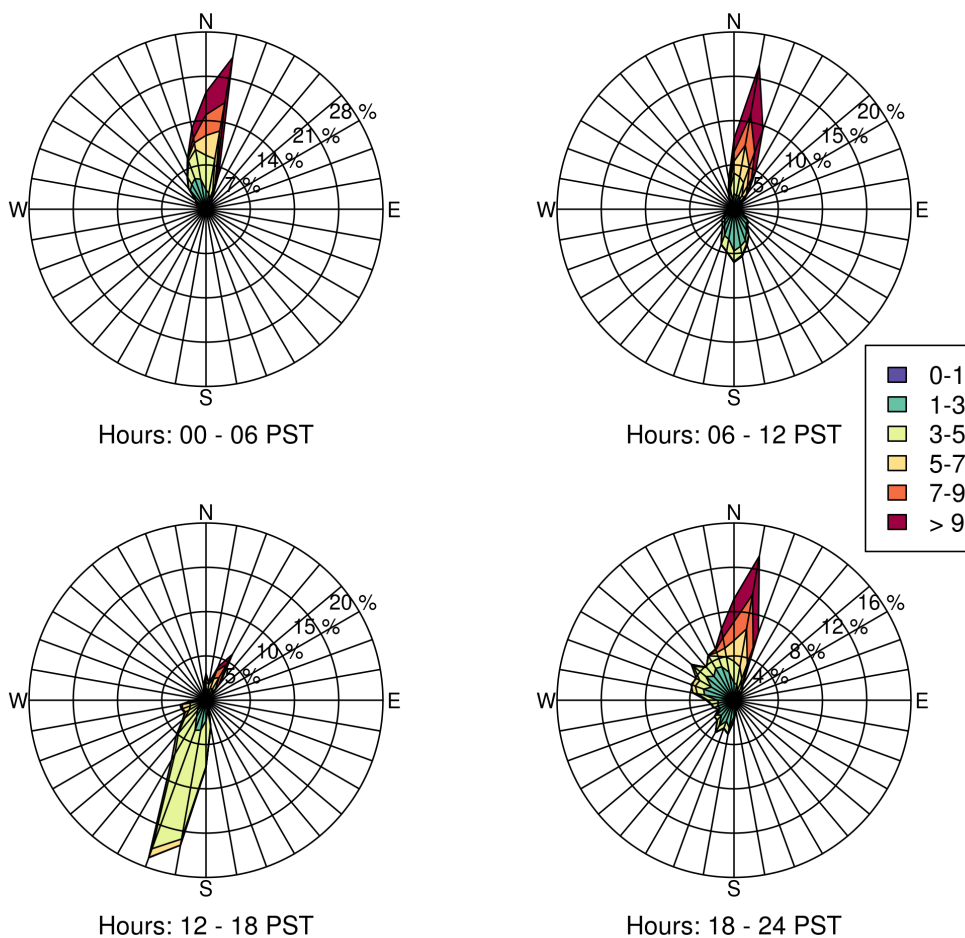 N
28 %
21 %
14 %
7 %
W
E
S
Hours: 00 - 06 PST
N
20 %
15 %
10 %
5 %
W
E
S
Hours: 06 - 12 PST
0-1
1-3
3-5
5-7
7-9
> 9
N
20 %
15 %
10 %
5 %
W
E
S
Hours: 12 - 18 PST
N
16 %
12 %
8 %
4 %
W
E
S
Hours: 18 - 24 PST